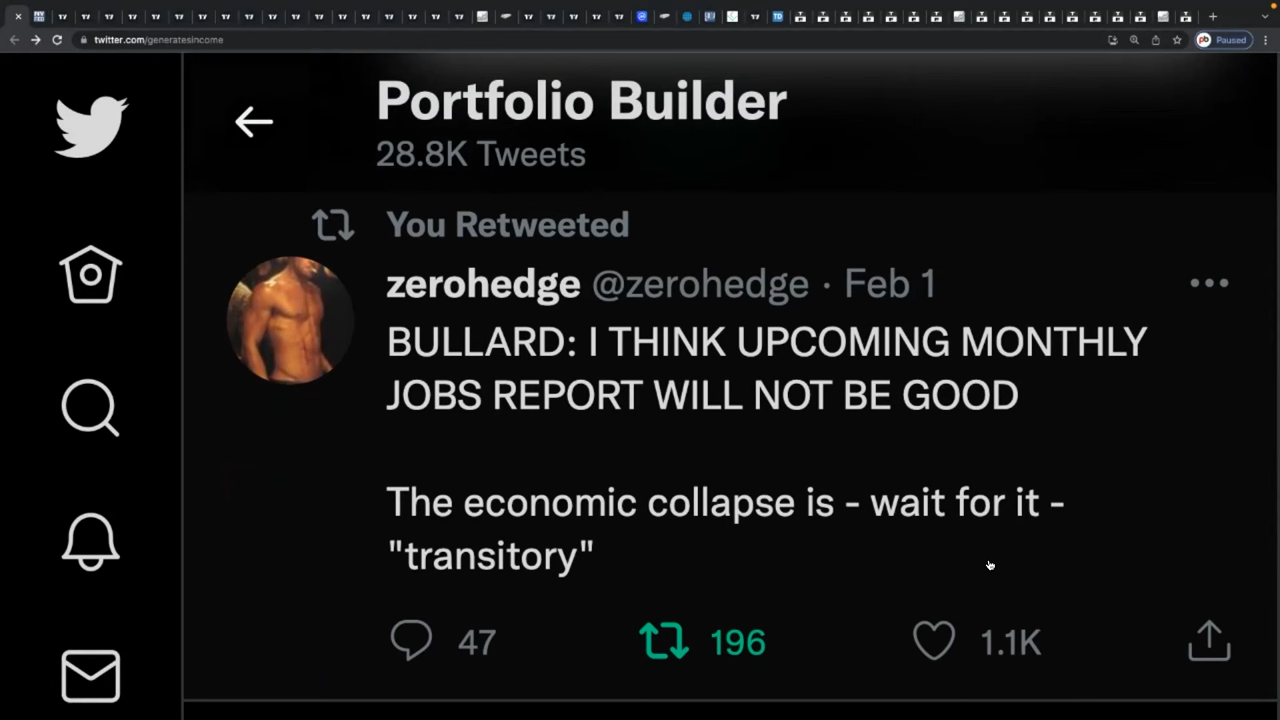 twitter.com/generatesincome
Paused
Portfolio Builder
28.8K Tweets
You Retweeted
zerohedge @zerohedge · Feb 1
BULLARD: I THINK UPCOMING MONTHLY
JOBS REPORT WILL NOT BE GOOD
The economic collapse is - wait for it -
"transitory"
47
196
1.1K